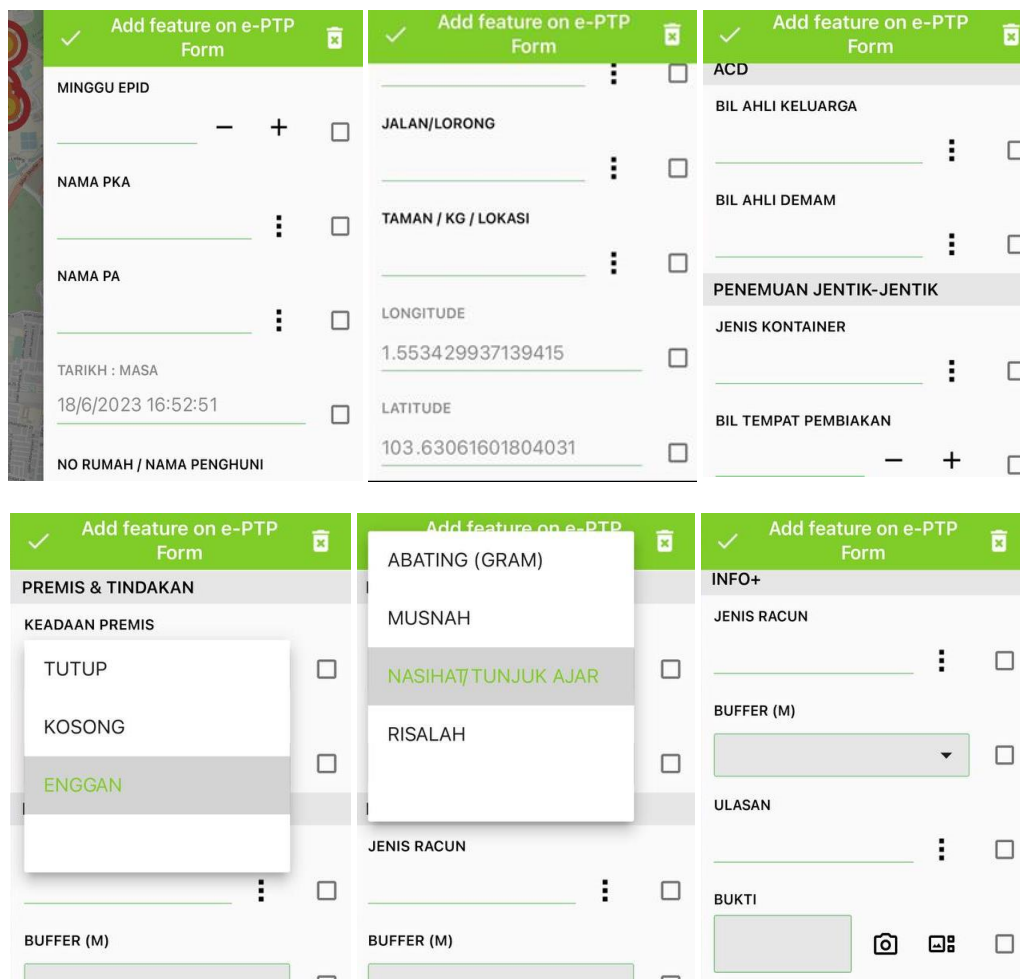 Add feature on e-PTP
Form
MINGGU EPID
NAMA PKA
NAMA PA
TARIKH : MASA
18/6/2023 16:52:51
NO RUMAH / NAMA PENGHUNI
Add feature on e-PTP
Form
JALAN/LORONG
TAMAN / KG / LOKASI
LONGITUDE
1.553429937139415
LATITUDE
103.63061601804031
Add feature on e-PTP
Form
ACD
BIL AHLI KELUARGA
BIL AHLI DEMAM
PENEMUAN JENTIK-JENTIK
JENIS KONTAINER
BIL TEMPAT PEMBIAKAN
Add feature on e-PTP
Form
PREMIS & TINDAKAN
KEADAAN PREMIS
TUTUP
KOSONG
ENGGAN
BUFFER (M)
Add feature on e-PTP
ABATING (GRAM)
MUSNAH
NASIHAT/TUNJUK AJAR
RISALAH
JENIS RACUN
BUFFER (M)
Add feature on e-PTP
Form
INFO+
JENIS RACUN
BUFFER (M)
ULASAN
BUKTI